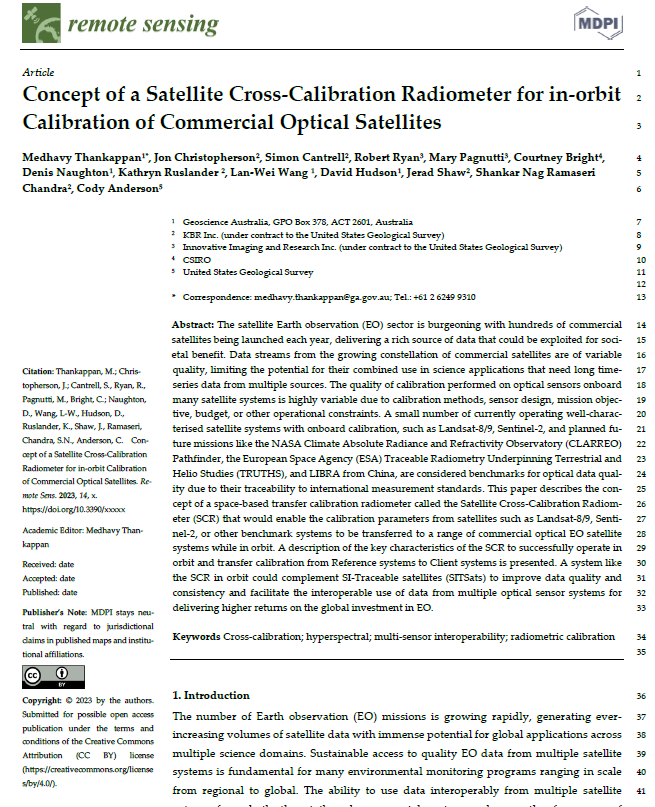 remote sensing
MDPI
Article 1
Concept of a Satellite Cross-Calibration Radiometer for in-orbit 2
Calibration of Commercial Optical Satellites 3
Medhavy Thankappan¹*, Jon Christopherson², Simon Cantrell², Robert Ryan³, Mary Pagnutti³, Courtney Bright⁴, 4
Denis Naughton¹, Kathryn Ruslander ², Lan-Wei Wang ¹, David Hudson¹, Jerad Shaw², Shankar Nag Ramaseri 5
Chandra², Cody Anderson⁵ 6
¹ Geoscience Australia, GPO Box 378, ACT 2601, Australia 7
² KBR Inc. (under contract to the United States Geological Survey) 8
³ Innovative Imaging and Research Inc. (under contract to the United States Geological Survey) 9
⁴ CSIRO 10
⁵ United States Geological Survey 11
12
* Correspondence: medhavy.thankappan@ga.gov.au; Tel.: +61 2 6249 9310 13
Abstract: The satellite Earth observation (EO) sector is burgeoning with hundreds of commercial 14
satellites being launched each year, delivering a rich source of data that could be exploited for soci- 15
etal benefit. Data streams from the growing constellation of commercial satellites are of variable 16
quality, limiting the potential for their combined use in science applications that need long time- 17
series data from multiple sources. The quality of calibration performed on optical sensors onboard 18
many satellite systems is highly variable due to calibration methods, sensor design, mission objec- 19
tive, budget, or other operational constraints. A small number of currently operating well-charac- 20
terised satellite systems with onboard calibration, such as Landsat-8/9, Sentinel-2, and planned fu- 21
ture missions like the NASA Climate Absolute Radiance and Refractivity Observatory (CLARREO) 22
Pathfinder, the European Space Agency (ESA) Traceable Radiometry Underpinning Terrestrial and 23
Helio Studies (TRUTHS), and LIBRA from China, are considered benchmarks for optical data qual- 24
ity due to their traceability to international measurement standards. This paper describes the con- 25
cept of a space-based transfer calibration radiometer called the Satellite Cross-Calibration Radiom- 26
eter (SCR) that would enable the calibration parameters from satellites such as Landsat-8/9, Senti- 27
nel-2, or other benchmark systems to be transferred to a range of commercial optical EO satellite 28
systems while in orbit. A description of the key characteristics of the SCR to successfully operate in 29
orbit and transfer calibration from Reference systems to Client systems is presented. A system like 30
the SCR in orbit could complement SI-Traceable satellites (SITSats) to improve data quality and 31
consistency and facilitate the interoperable use of data from multiple optical sensor systems for 32
delivering higher returns on the global investment in EO. 33
Keywords Cross-calibration; hyperspectral; multi-sensor interoperability; radiometric calibration 34
35
Citation: Thankappan, M.; Chris-
topherson, J.; Cantrell, S., Ryan, R.,
Pagnutti, M., Bright, C.; Naughton,
D., Wang, L-W., Hudson, D.,
Ruslander, K., Shaw, J., Ramaseri,
Chandra, S.N., Anderson, C. Con-
cept of a Satellite Cross-Calibration
Radiometer for in-orbit Calibration
of Commercial Optical Satellites. Re-
mote Sens. 2023, 14, x.
https://doi.org/10.3390/xxxxx
Academic Editor: Medhavy Than-
kappan
Received: date
Accepted: date
Published: date
Publisher's Note: MDPI stays neu-
tral with regard to jurisdictional
claims in published maps and institu-
tional affiliations.
cc BY
Copyright: © 2023 by the authors.
Submitted for possible open access
publication under the terms and
conditions of the Creative Commons
Attribution (CC BY) license
(https://creativecommons.org/license
s/by/4.0/).
1. Introduction 36
The number of Earth observation (EO) missions is growing rapidly, generating ever- 37
increasing volumes of satellite data with immense potential for global applications across 38
multiple science domains. Sustainable access to quality EO data from multiple satellite 39
systems is fundamental for many environmental monitoring programs ranging in scale 40
from regional to global. The ability to use data interoperably from multiple satellite 41